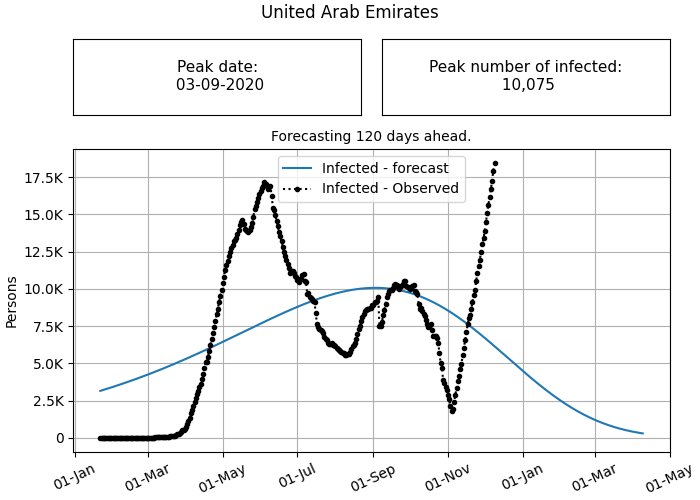 United Arab Emirates
Peak date:
03-09-2020
Peak number of infected:
10,075
Forecasting 120 days ahead.
Infected - forecast
Infected - Observed
17.5K
15.0K
12.5K
10.0K
7.5K
5.0K
2.5K
0
Persons
01-Jan
01-Mar
01-May
01-Jul
01-Sep
01-Nov
01-Jan
01-Mar
01-May